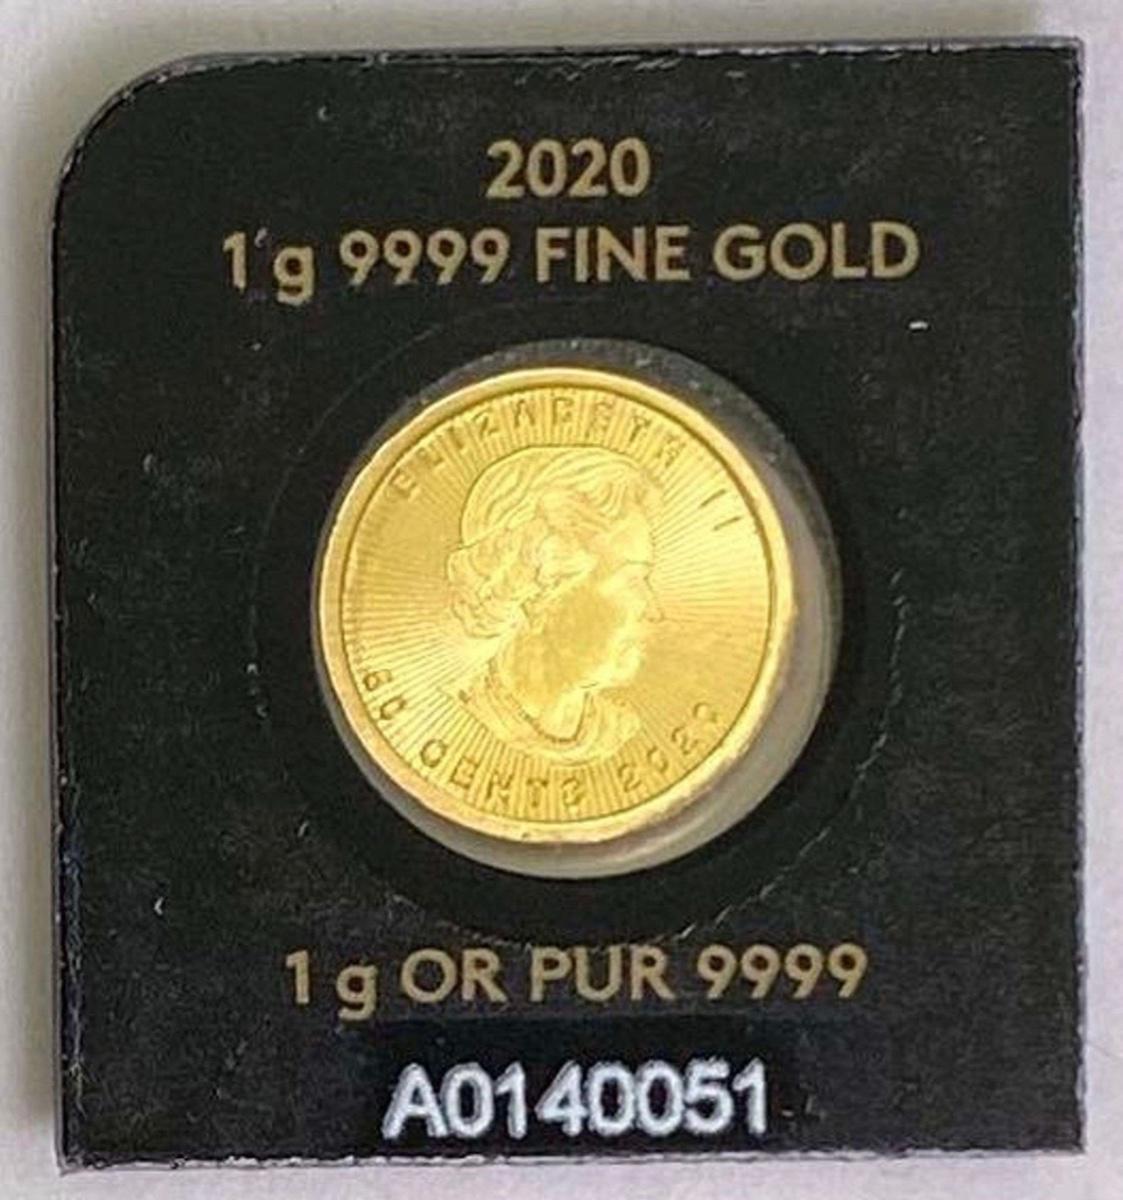 2020
1 g 9999 FINE GOLD
ELIZABETH II
50 CENTS 2020
1 g OR PUR 9999
A0140051